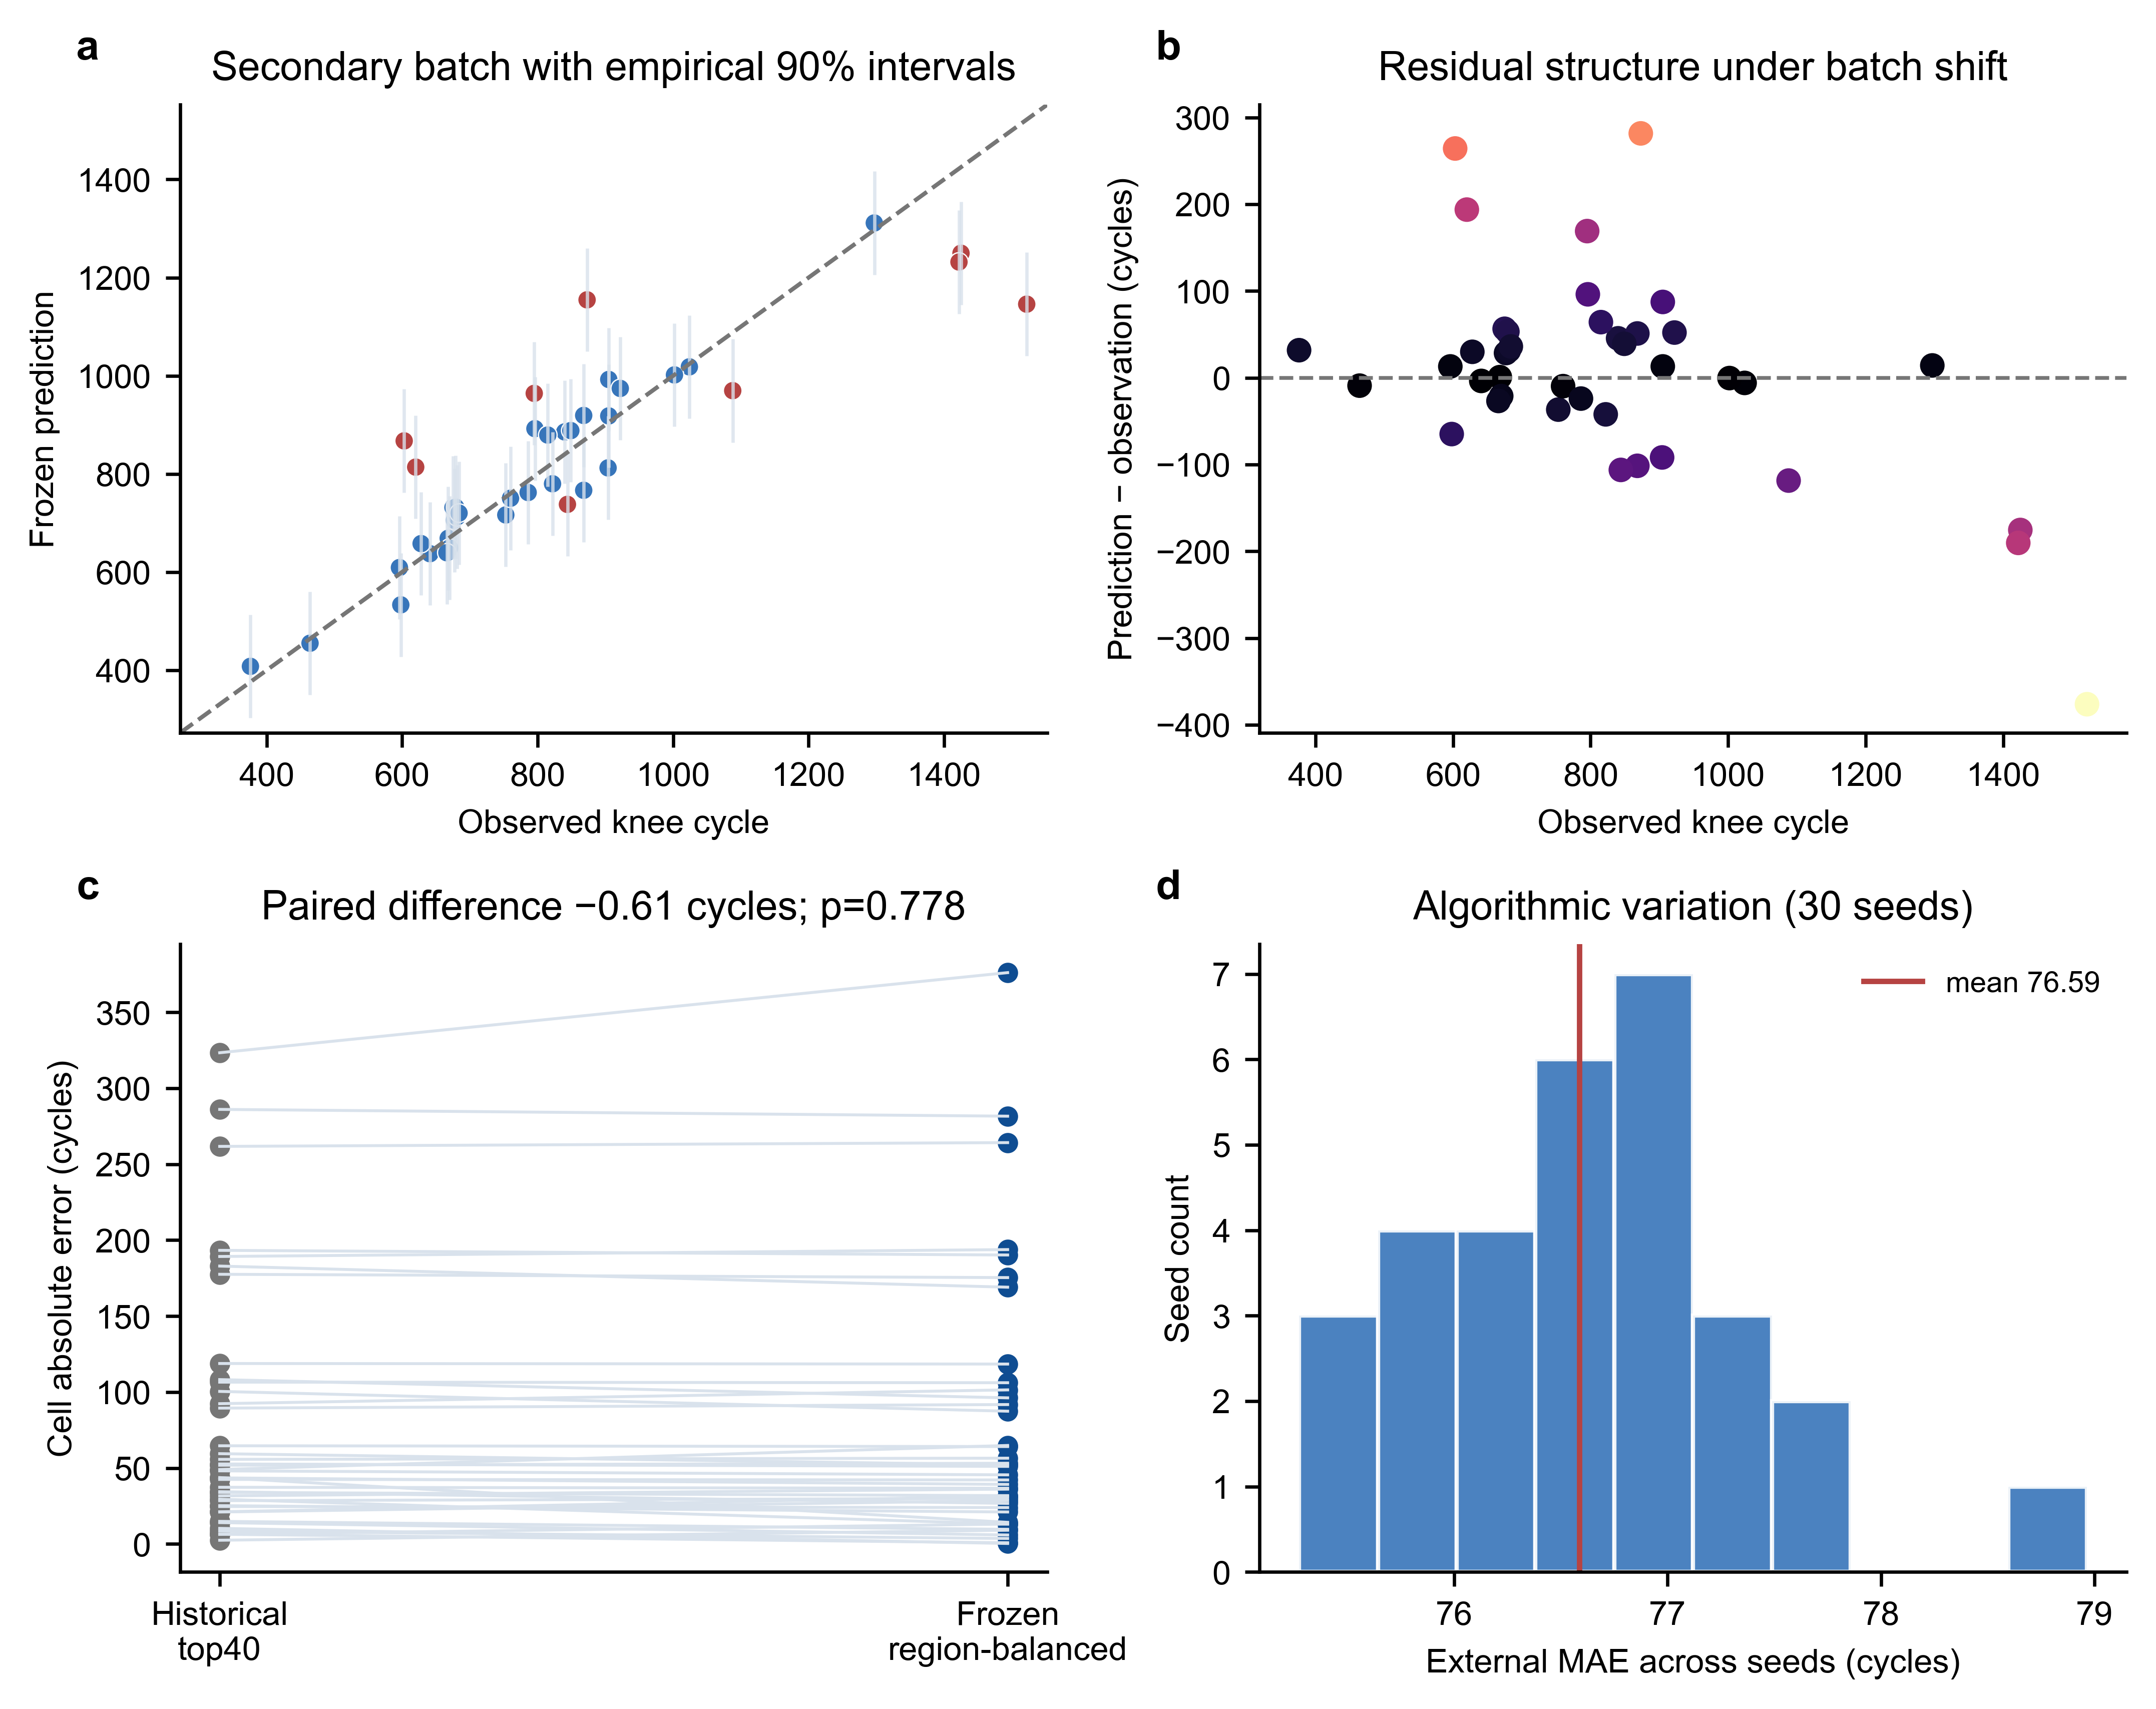 a
Secondary batch with empirical 90% intervals
1400
1200
1000
800
600
400
Frozen prediction
400 600 800 1000 1200 1400
Observed knee cycle
b
Residual structure under batch shift
300
200
100
0
−100
−200
−300
−400
Prediction − observation (cycles)
400 600 800 1000 1200 1400
Observed knee cycle
c
Paired difference −0.61 cycles; p=0.778
350
300
250
200
150
100
50
0
Cell absolute error (cycles)
Historical
top40
Frozen
region-balanced
d
Algorithmic variation (30 seeds)
mean 76.59
7
6
5
4
3
2
1
0
Seed count
76 77 78 79
External MAE across seeds (cycles)